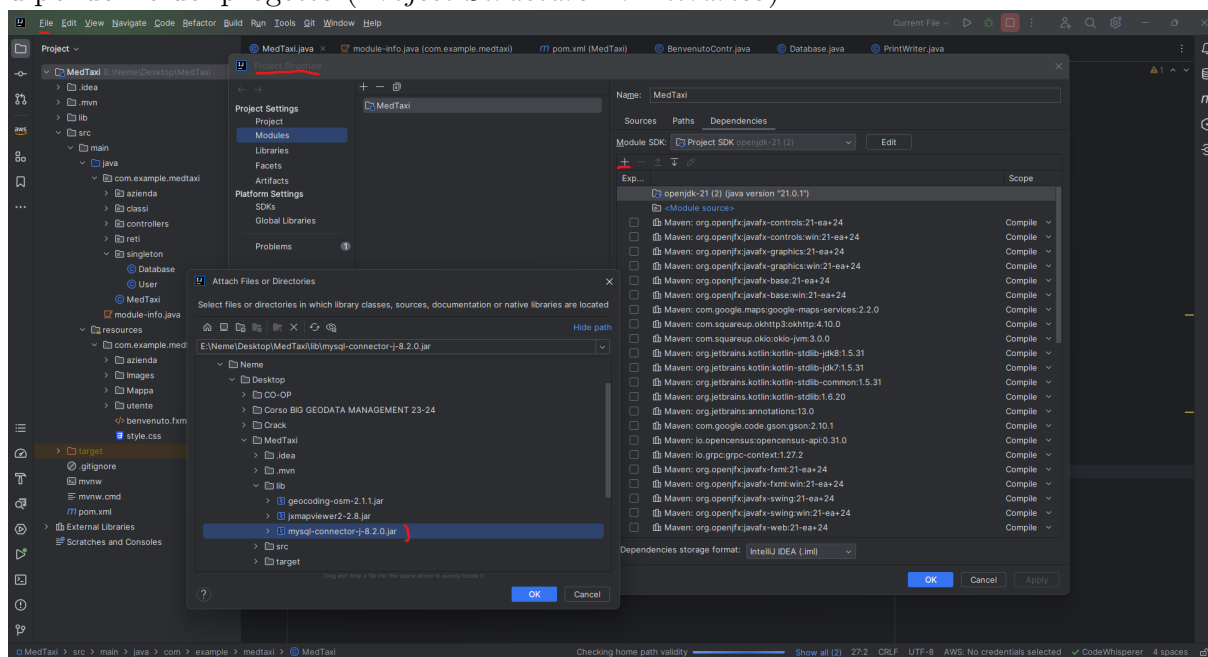 File Edit View Navigate Code Refactor Build Run Tools Git Window Help
Current File
Project
MedTaxi.java
module-info.java (com.example.medtaxi)
pom.xml (MedTaxi)
BenvenutoContr.java
Database.java
PrintWriter.java
1
MedTaxi E:\Neme\Desktop\MedTaxi
.idea
.mvn
lib
src
main
java
com.example.medtaxi
azienda
classi
controllers
reti
singleton
Database
User
MedTaxi
module-info.java
resources
com.example.med
azienda
Images
Mappa
utente
benvenuto.fxm
style.css
target
.gitignore
mvnw
mvnw.cmd
pom.xml
External Libraries
Scratches and Consoles
aws
Project Structure
Project Settings
Project
Modules
Libraries
Facets
Artifacts
Platform Settings
SDKs
Global Libraries
Problems 1
MedTaxi
Name: MedTaxi
Sources Paths Dependencies
Module SDK: Project SDK openjdk-21 (2) Edit
Exp... Scope
openjdk-21 (2) (java version "21.0.1")
<Module source>
Maven: org.openjfx:javafx-controls:21-ea+24 Compile
Maven: org.openjfx:javafx-controls:win:21-ea+24 Compile
Maven: org.openjfx:javafx-graphics:21-ea+24 Compile
Maven: org.openjfx:javafx-graphics:win:21-ea+24 Compile
Maven: org.openjfx:javafx-base:21-ea+24 Compile
Maven: org.openjfx:javafx-base:win:21-ea+24 Compile
Maven: com.google.maps:google-maps-services:2.2.0 Compile
Maven: com.squareup.okhttp3:okhttp:4.10.0 Compile
Maven: com.squareup.okio:okio-jvm:3.0.0 Compile
Maven: org.jetbrains.kotlin:kotlin-stdlib-jdk8:1.5.31 Compile
Maven: org.jetbrains.kotlin:kotlin-stdlib-jdk7:1.5.31 Compile
Maven: org.jetbrains.kotlin:kotlin-stdlib-common:1.5.31 Compile
Maven: org.jetbrains.kotlin:kotlin-stdlib:1.6.20 Compile
Maven: org.jetbrains:annotations:13.0 Compile
Maven: com.google.code.gson:gson:2.10.1 Compile
Maven: io.opencensus:opencensus-api:0.31.0 Compile
Maven: io.grpc:grpc-context:1.27.2 Compile
Maven: org.openjfx:javafx-fxml:21-ea+24 Compile
Maven: org.openjfx:javafx-fxml:win:21-ea+24 Compile
Maven: org.openjfx:javafx-swing:21-ea+24 Compile
Maven: org.openjfx:javafx-swing:win:21-ea+24 Compile
Maven: org.openjfx:javafx-web:21-ea+24 Compile
Dependencies storage format: IntelliJ IDEA (.iml)
OK Cancel Apply
Attach Files or Directories
Select files or directories in which library classes, sources, documentation or native libraries are located
Hide path
E:\Neme\Desktop\MedTaxi\lib\mysql-connector-j-8.2.0.jar
Neme
Desktop
CO-OP
Corso BIG GEODATA MANAGEMENT 23-24
Crack
MedTaxi
.idea
.mvn
lib
geocoding-osm-2.1.1.jar
jxmapviewer2-2.8.jar
mysql-connector-j-8.2.0.jar
src
target
Drag and drop a file into the space above to quickly locate it
OK Cancel
MedTaxi > src > main > java > com > example > medtaxi > MedTaxi
Checking home path validity Show all (2) 27:2 CRLF UTF-8 AWS: No credentials selected CodeWhisperer 4 spaces